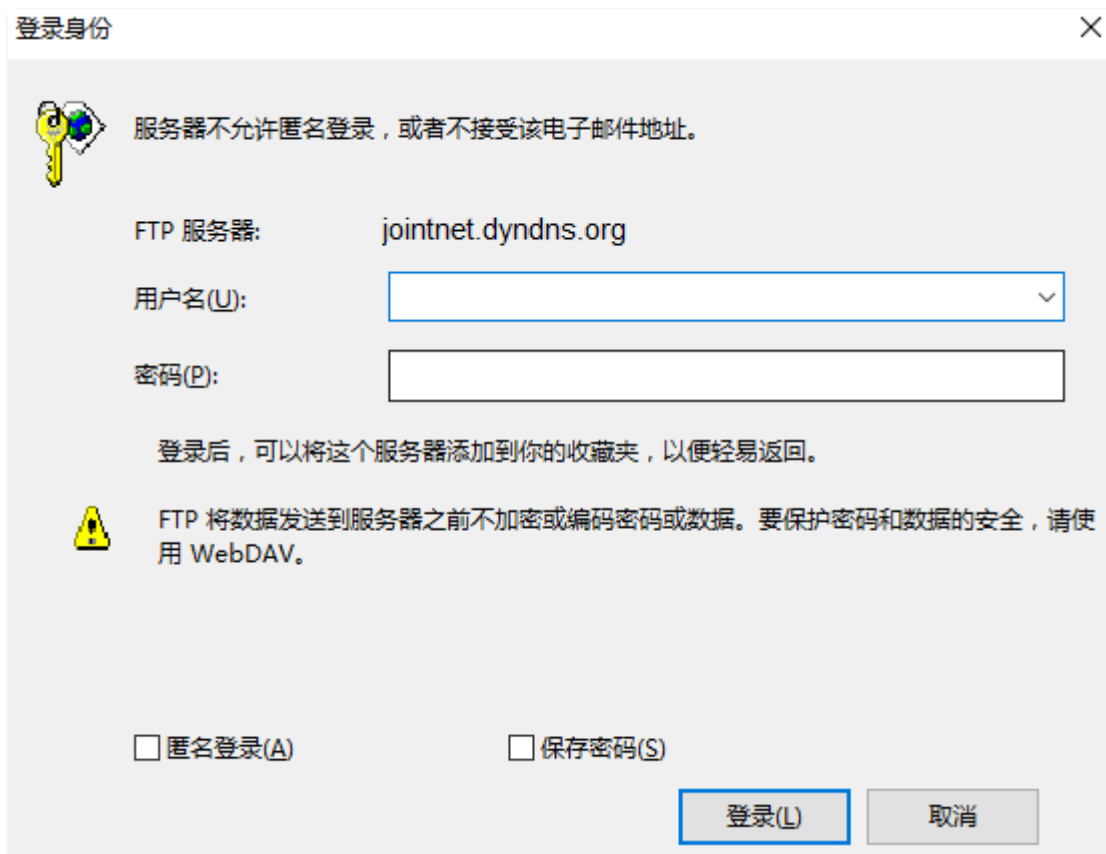 登录身份
服务器不允许匿名登录，或者不接受该电子邮件地址。
FTP 服务器:
jointnet.dyndns.org
用户名(U):
密码(P):
登录后，可以将这个服务器添加到你的收藏夹，以便轻易返回。
FTP 将数据发送到服务器之前不加密或编码密码或数据。要保护密码和数据的安全，请使
用 WebDAV。
匿名登录(A)
保存密码(S)
登录(L)
取消